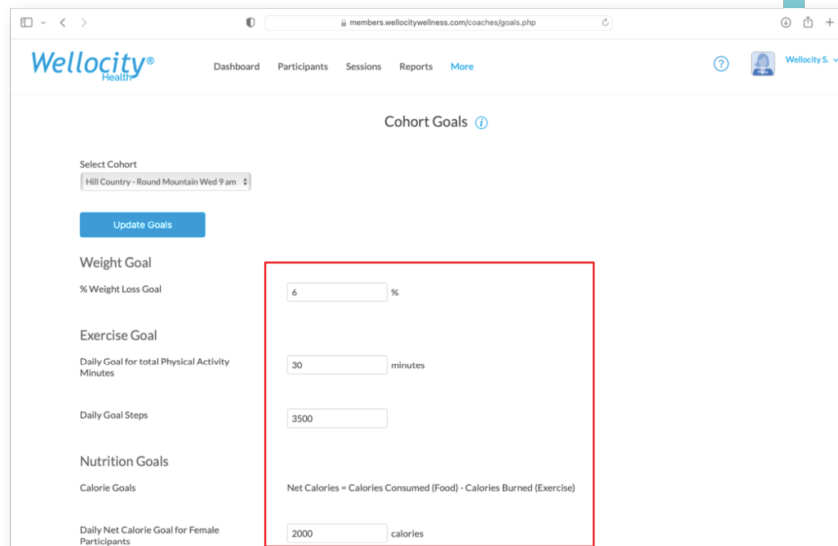 members.wellocitywellness.com/coaches/goals.php
Wellocity®
Health
Dashboard Participants Sessions Reports More
? Wellocity S.
Cohort Goals i
Select Cohort
Hill Country - Round Mountain Wed 9 am
Update Goals
Weight Goal
% Weight Loss Goal 6 %
Exercise Goal
Daily Goal for total Physical Activity
Minutes 30 minutes
Daily Goal Steps 3500
Nutrition Goals
Calorie Goals Net Calories = Calories Consumed (Food) - Calories Burned (Exercise)
Daily Net Calorie Goal for Female
Participants 2000 calories